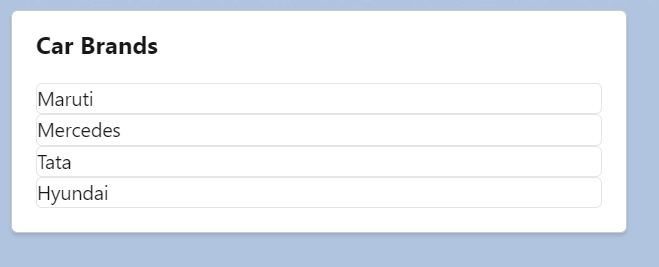 Car Brands
Maruti
Mercedes
Tata
Hyundai